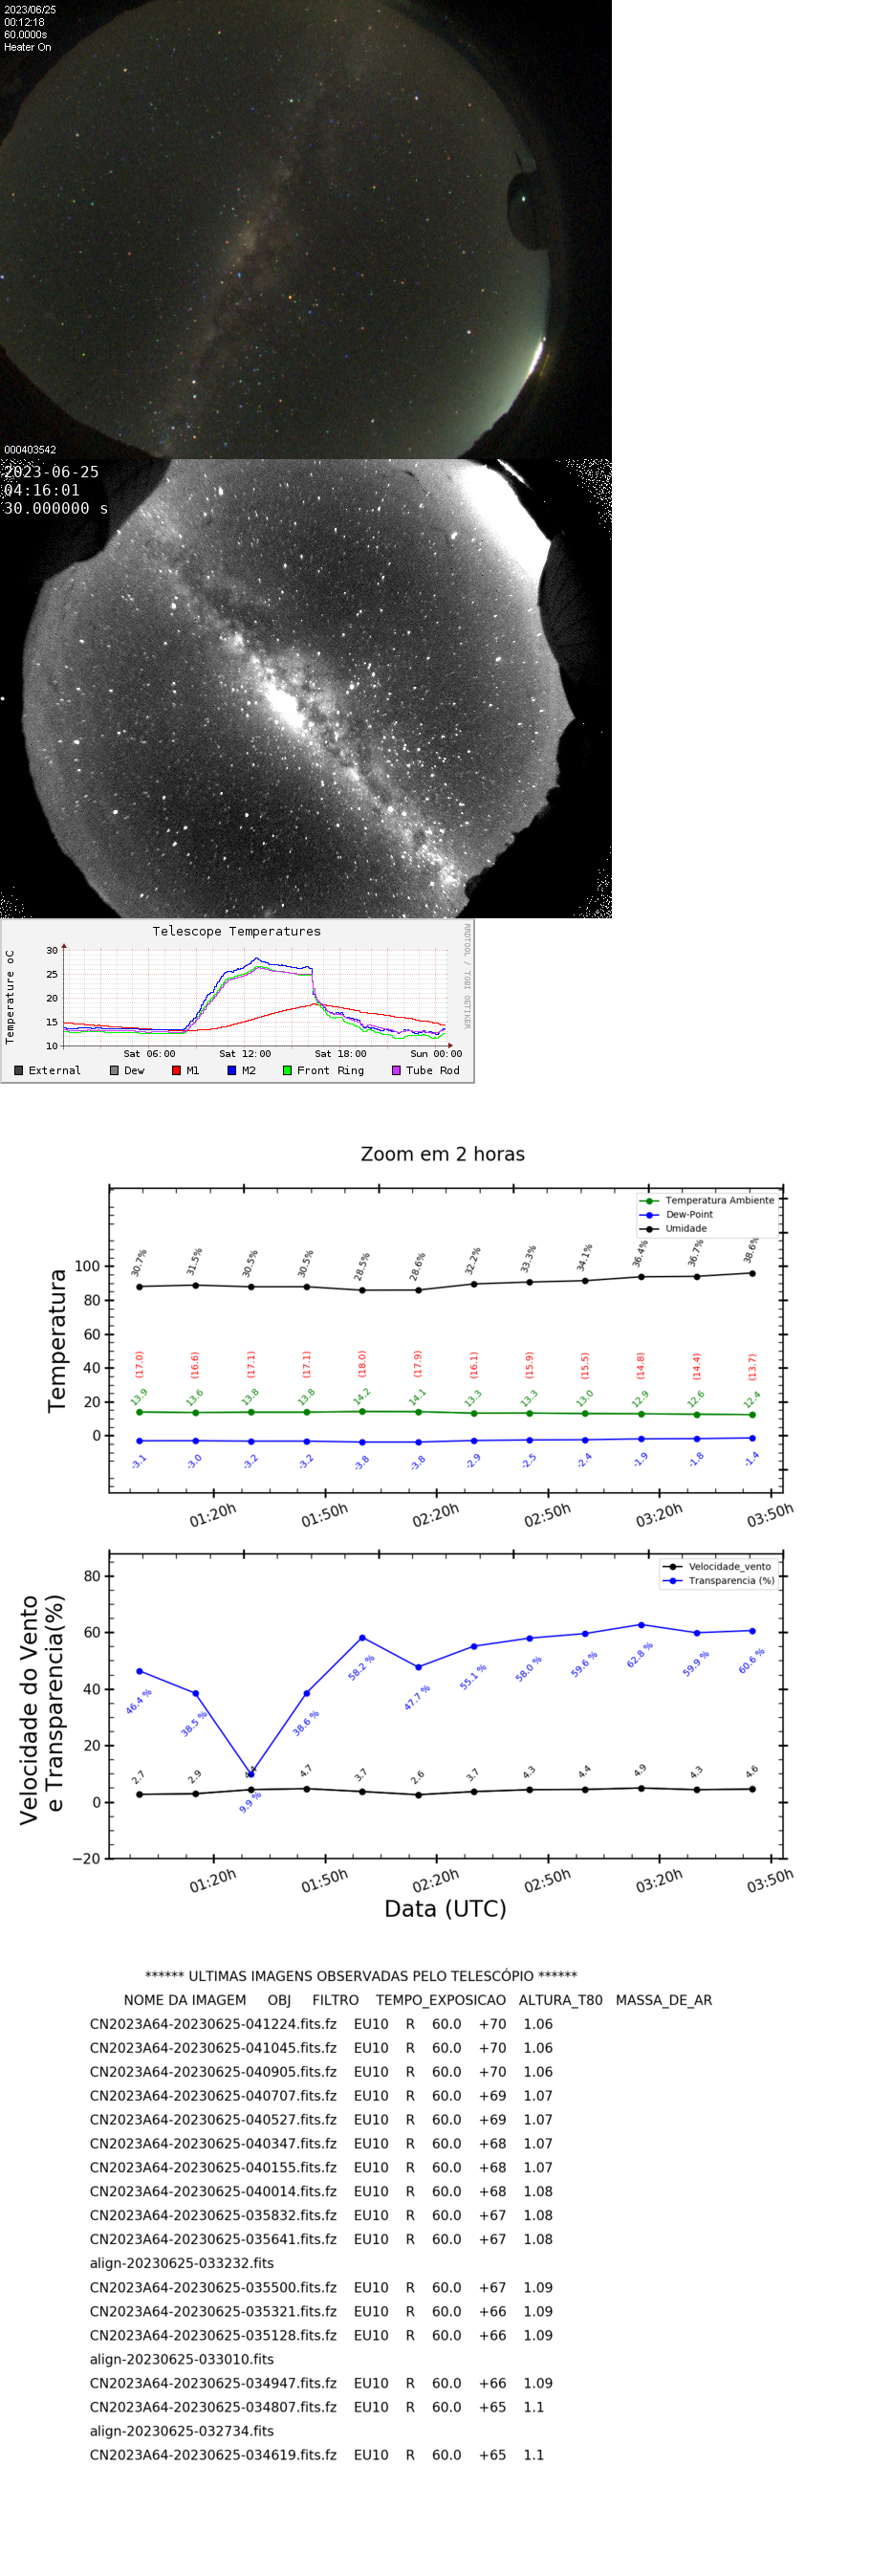 2023/06/25
00:12:18
60.0000s
Heater On
000403542
2023-06-25
04:16:01
30.000000 s
Telescope Temperatures
RRDTOOL / TOBI OETIKER
Temperature oC
30
25
20
15
10
Sat 06:00 Sat 12:00 Sat 18:00 Sun 00:00
External Dew M1 M2 Front Ring Tube Rod
Zoom em 2 horas
Temperatura Ambiente
Dew-Point
Umidade
Temperatura
100
80
60
40
20
0
30.7% 31.5% 30.5% 30.5% 28.5% 28.6% 32.2% 33.3% 34.1% 36.4% 36.7% 38.6%
(17.0) (16.6) (17.1) (17.1) (18.0) (17.9) (16.1) (15.9) (15.5) (14.8) (14.4) (13.7)
13.9 13.6 13.8 13.8 14.2 14.1 13.3 13.3 13.0 12.9 12.6 12.4
-3.1 -3.0 -3.2 -3.2 -3.8 -3.8 -2.9 -2.5 -2.4 -1.9 -1.8 -1.4
01:20h 01:50h 02:20h 02:50h 03:20h 03:50h
Velocidade_vento
Transparencia (%)
Velocidade do Vento
e Transparencia(%)
80
60
40
20
0
−20
46.4 % 38.5 % 9.9 % 38.6 % 58.2 % 47.7 % 55.1 % 58.0 % 59.6 % 62.8 % 59.9 % 60.6 %
2.7 2.9 4.7 3.7 2.6 3.7 4.3 4.4 4.9 4.3 4.6
01:20h 01:50h 02:20h 02:50h 03:20h 03:50h
Data (UTC)
****** ULTIMAS IMAGENS OBSERVADAS PELO TELESCÓPIO ******
NOME DA IMAGEM OBJ FILTRO TEMPO_EXPOSICAO ALTURA_T80 MASSA_DE_AR
CN2023A64-20230625-041224.fits.fz EU10 R 60.0 +70 1.06
CN2023A64-20230625-041045.fits.fz EU10 R 60.0 +70 1.06
CN2023A64-20230625-040905.fits.fz EU10 R 60.0 +70 1.06
CN2023A64-20230625-040707.fits.fz EU10 R 60.0 +69 1.07
CN2023A64-20230625-040527.fits.fz EU10 R 60.0 +69 1.07
CN2023A64-20230625-040347.fits.fz EU10 R 60.0 +68 1.07
CN2023A64-20230625-040155.fits.fz EU10 R 60.0 +68 1.07
CN2023A64-20230625-040014.fits.fz EU10 R 60.0 +68 1.08
CN2023A64-20230625-035832.fits.fz EU10 R 60.0 +67 1.08
CN2023A64-20230625-035641.fits.fz EU10 R 60.0 +67 1.08
align-20230625-033232.fits
CN2023A64-20230625-035500.fits.fz EU10 R 60.0 +67 1.09
CN2023A64-20230625-035321.fits.fz EU10 R 60.0 +66 1.09
CN2023A64-20230625-035128.fits.fz EU10 R 60.0 +66 1.09
align-20230625-033010.fits
CN2023A64-20230625-034947.fits.fz EU10 R 60.0 +66 1.09
CN2023A64-20230625-034807.fits.fz EU10 R 60.0 +65 1.1
align-20230625-032734.fits
CN2023A64-20230625-034619.fits.fz EU10 R 60.0 +65 1.1